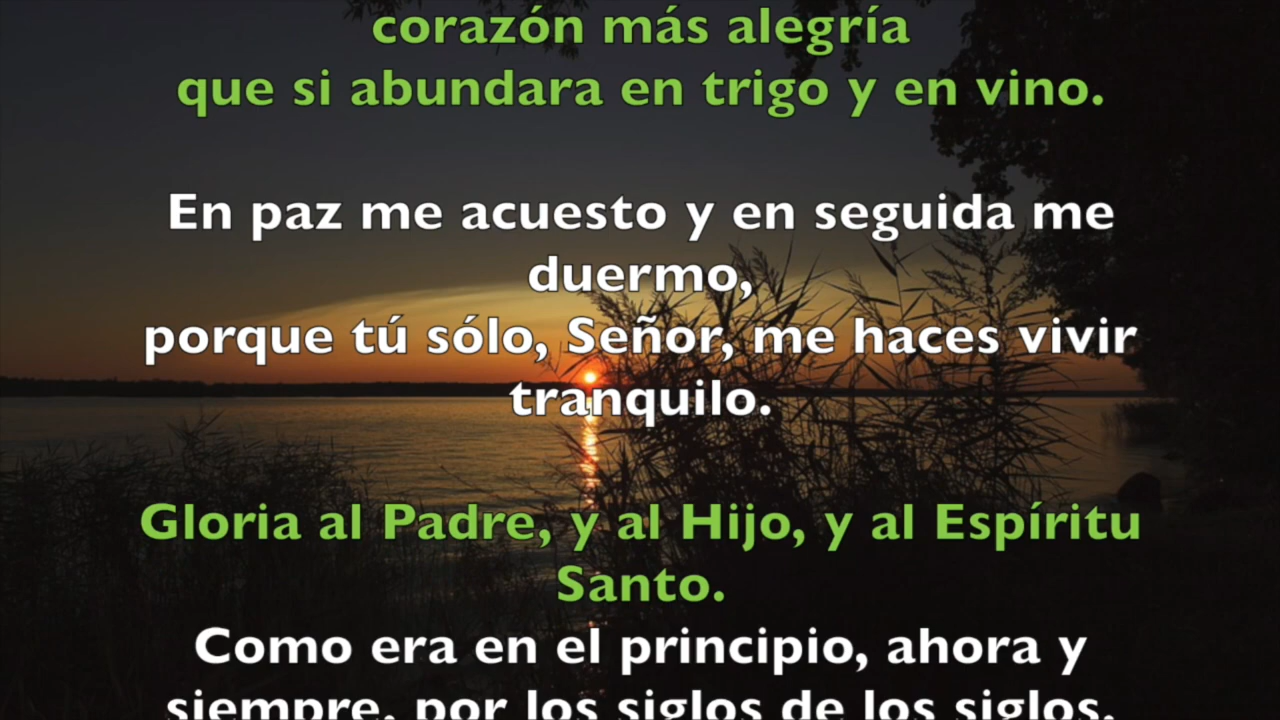 corazón más alegría
que si abundara en trigo y en vino.
En paz me acuesto y en seguida me
duermo,
porque tú sólo, Señor, me haces vivir
tranquilo.
Gloria al Padre, y al Hijo, y al Espíritu
Santo.
Como era en el principio, ahora y
siempre, por los siglos de los siglos.